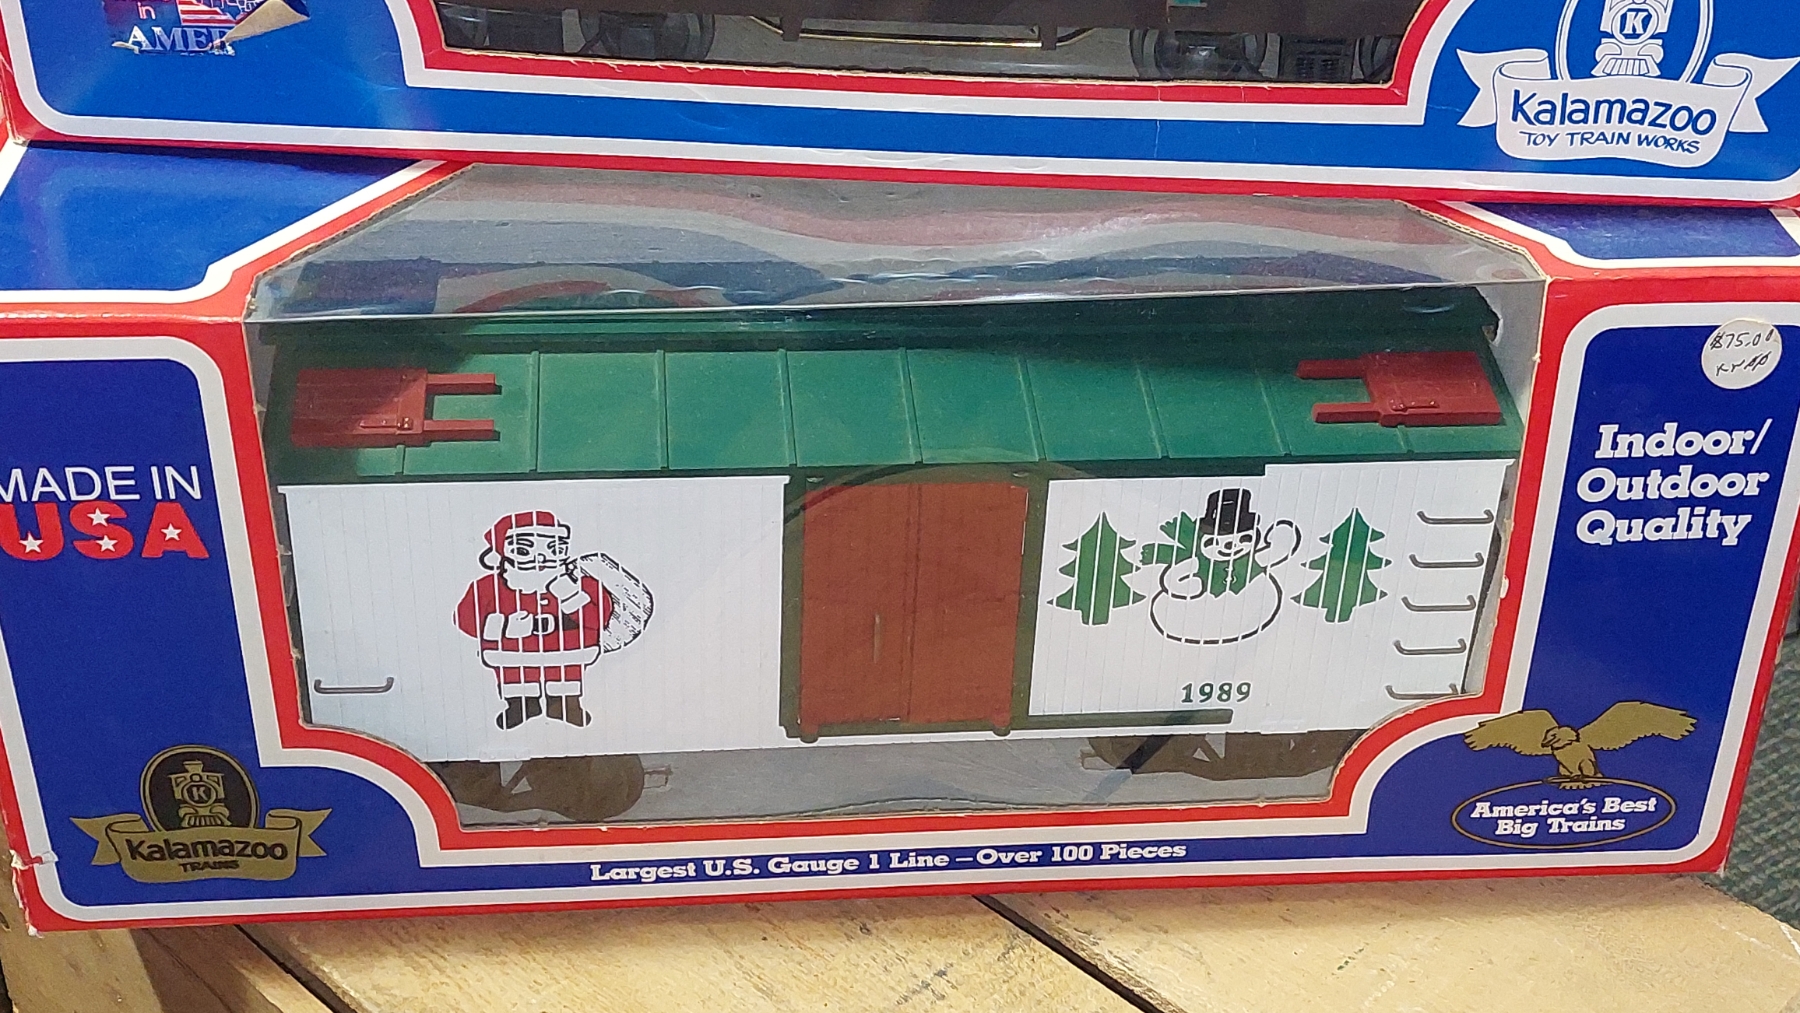 in
AMER
K
Kalamazoo
TOY TRAIN WORKS
$75.00
MADE IN
USA
Indoor/
Outdoor
Quality
1989
K
Kalamazoo
TRAINS
America's Best
Big Trains
Largest U.S. Gauge 1 Line – Over 100 Pieces